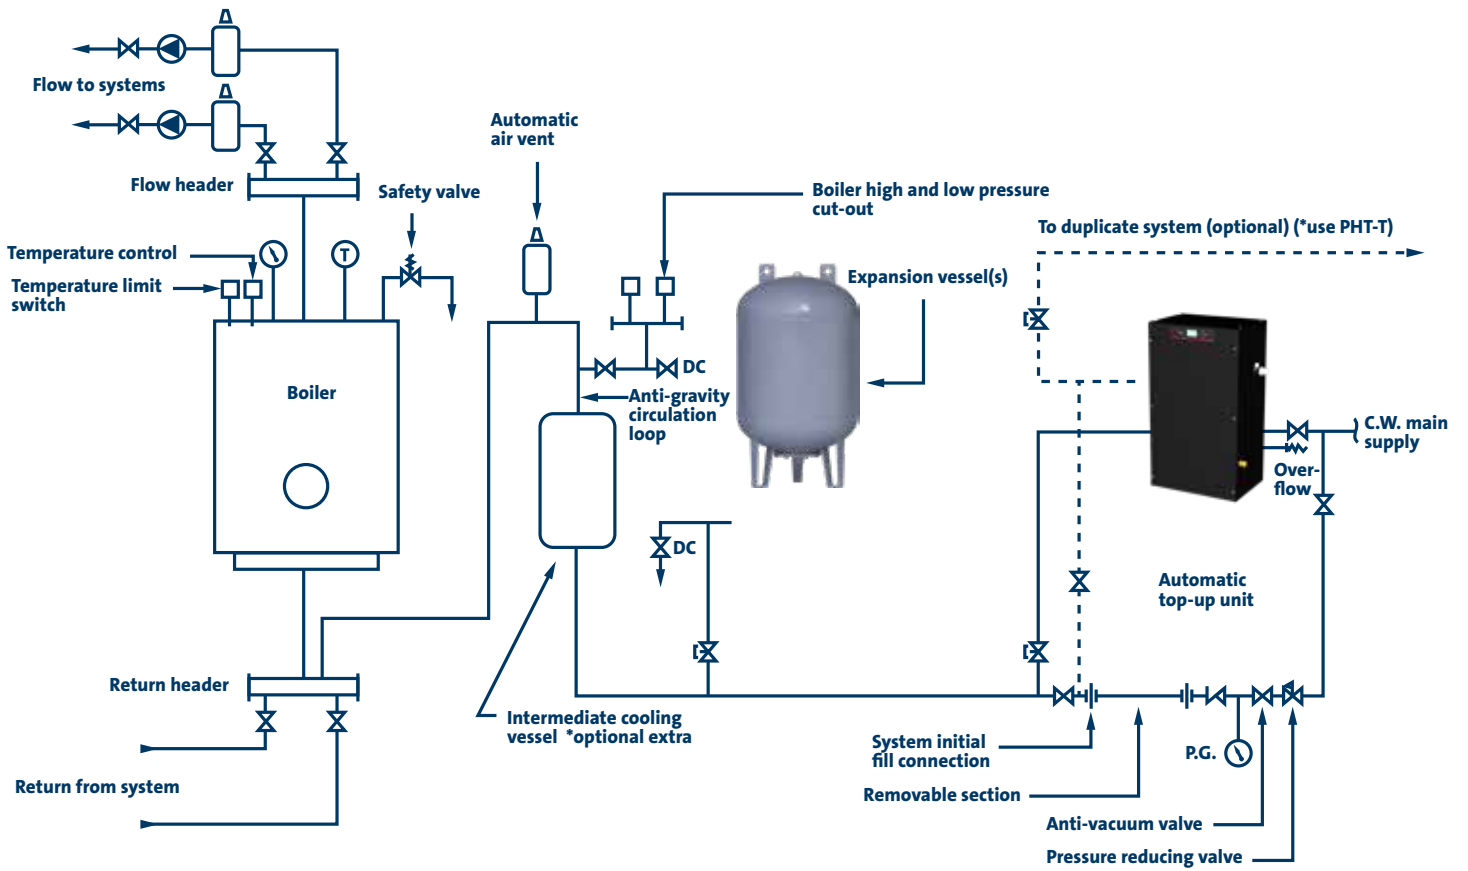 Flow to systems
Automatic
air vent
Flow header
Safety valve
Boiler high and low pressure
cut-out
To duplicate system (optional) (*use PHT-T)
Temperature control
T
Temperature limit
switch
Expansion vessel(s)
Boiler
DC
Anti-gravity
circulation
loop
C.W. main
supply
Over-
flow
DC
Automatic
top-up unit
Return header
Intermediate cooling
vessel *optional extra
System initial
fill connection
P.G.
Return from system
Removable section
Anti-vacuum valve
Pressure reducing valve